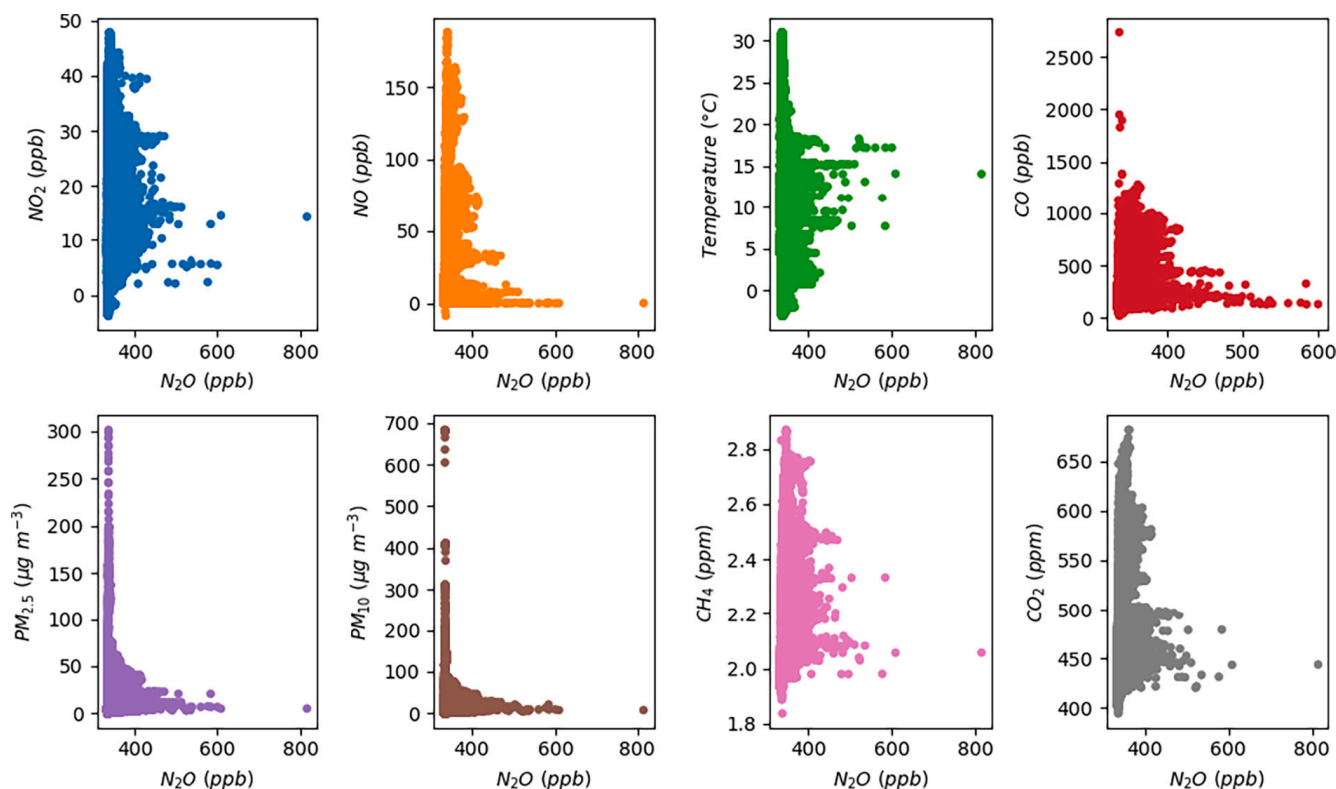 50
40
30
20
10
0
NO₂ (ppb)
400 600 800
N₂O (ppb)
150
100
50
0
NO (ppb)
400 600 800
N₂O (ppb)
30
25
20
15
10
5
0
Temperature (°C)
400 600 800
N₂O (ppb)
2500
2000
1500
1000
500
0
CO (ppb)
400 500 600
N₂O (ppb)
300
250
200
150
100
50
0
PM₂.₅ (μg m⁻³)
400 600 800
N₂O (ppb)
700
600
500
400
300
200
100
0
PM₁₀ (μg m⁻³)
400 600 800
N₂O (ppb)
2.8
2.6
2.4
2.2
2.0
1.8
CH₄ (ppm)
400 600 800
N₂O (ppb)
650
600
550
500
450
400
CO₂ (ppm)
400 600 800
N₂O (ppb)